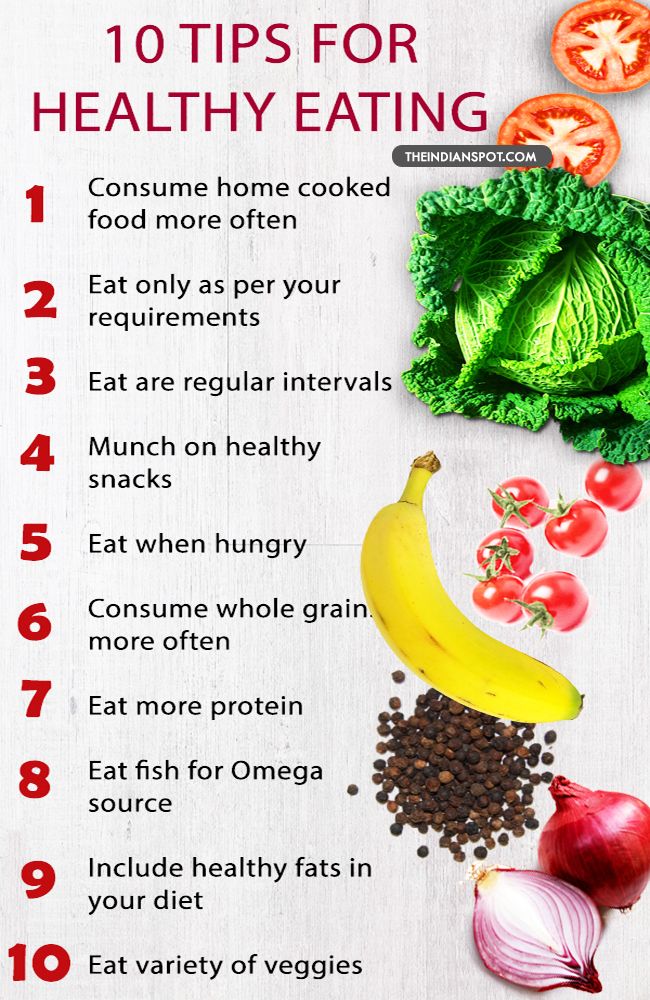 10 TIPS FOR
HEALTHY EATING
THEINDIANSPOT.COM
1 Consume home cooked
food more often
2 Eat only as per your
requirements
3 Eat are regular intervals
4 Munch on healthy
snacks
5 Eat when hungry
6 Consume whole grain
more often
7 Eat more protein
8 Eat fish for Omega
source
9 Include healthy fats in
your diet
10 Eat variety of veggies